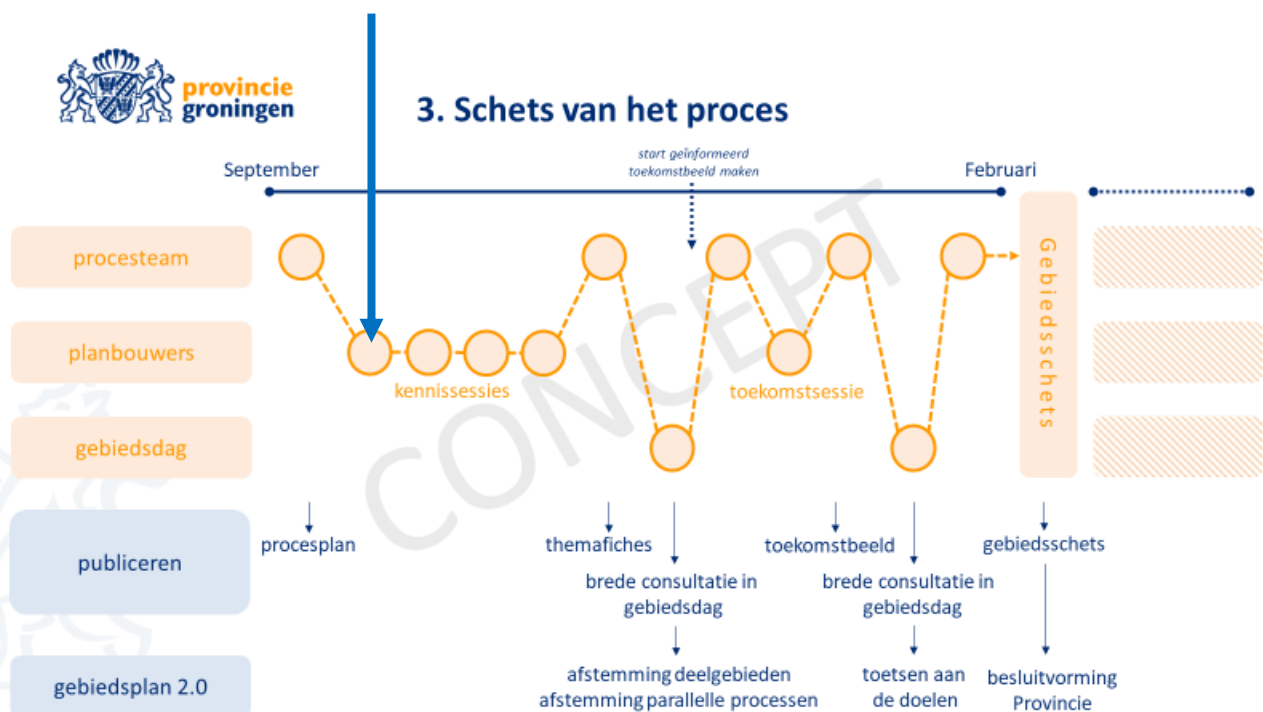 provincie
groningen
3. Schets van het proces
September
start geïnformeerd
toekomstbeeld maken
Februari
procesteam
planbouwers
gebiedsdag
kennissessies
toekomstsessie
Gebiedsschets
CONCEPT
publiceren
procesplan
themafiches
toekomstbeeld
gebiedsschets
brede consultatie in
gebiedsdag
brede consultatie in
gebiedsdag
gebiedsplan 2.0
afstemming deelgebieden
afstemming parallelle processen
toetsen aan
de doelen
besluitvorming
Provincie